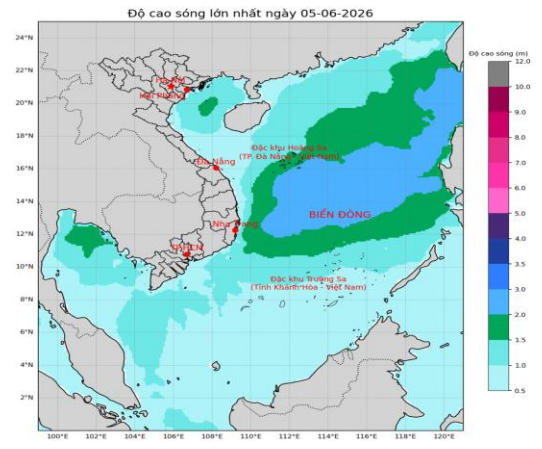 Độ cao sóng lớn nhất ngày 05-06-2026
Độ cao sóng (m)
24°N
22°N
20°N
18°N
16°N
14°N
12°N
10°N
8°N
6°N
4°N
2°N
Hà Nội
Hải Phòng
Đặc khu Hoàng Sa
(TP. Đà Nẵng - Việt Nam)
Đà Nẵng
BIỂN ĐÔNG
Nha Trang
TP.HCM
Đặc khu Trường Sa
(Tỉnh Khánh Hòa - Việt Nam)
12.0
10.0
9.0
8.0
7.0
6.0
5.0
4.0
3.5
3.0
2.0
1.5
1.0
0.5
100°E 102°E 104°E 106°E 108°E 110°E 112°E 114°E 116°E 118°E 120°E